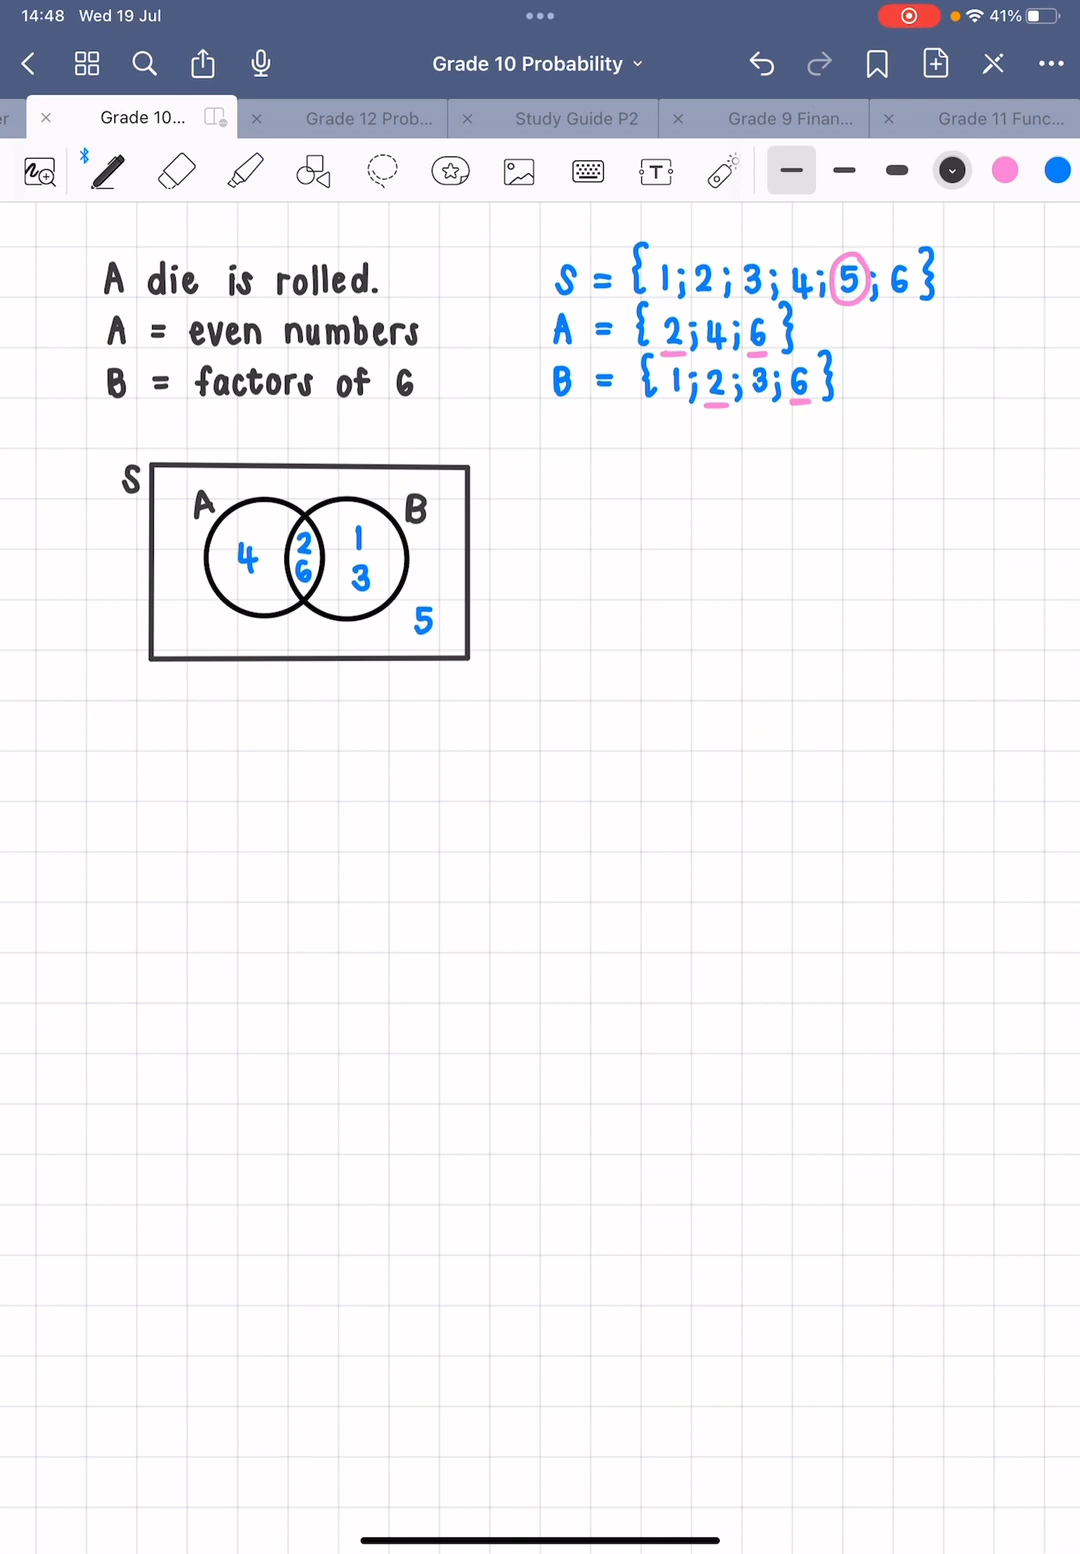 14:48 Wed 19 Jul 41%
Grade 10 Probability
er Grade 10... Grade 12 Prob... Study Guide P2 Grade 9 Finan... Grade 11 Func...
T
A die is rolled.
A = even numbers
B = factors of 6
S = {1;2;3;4;5;6}
A = {2;4;6}
B = {1;2;3;6}
S
A B
4 2 6 1 3
5